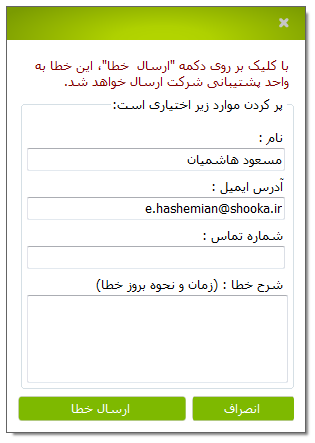 با کلیک بر روی دکمه "ارسال خطا"، این خطا به
واحد پشتیبانی شرکت ارسال خواهد شد.
پر کردن موارد زیر اختیاری است:
نام :
مسعود هاشمیان
آدرس ایمیل :
e.hashemian@shooka.ir
شماره تماس :
شرح خطا : (زمان و نحوه بروز خطا)
انصراف
ارسال خطا